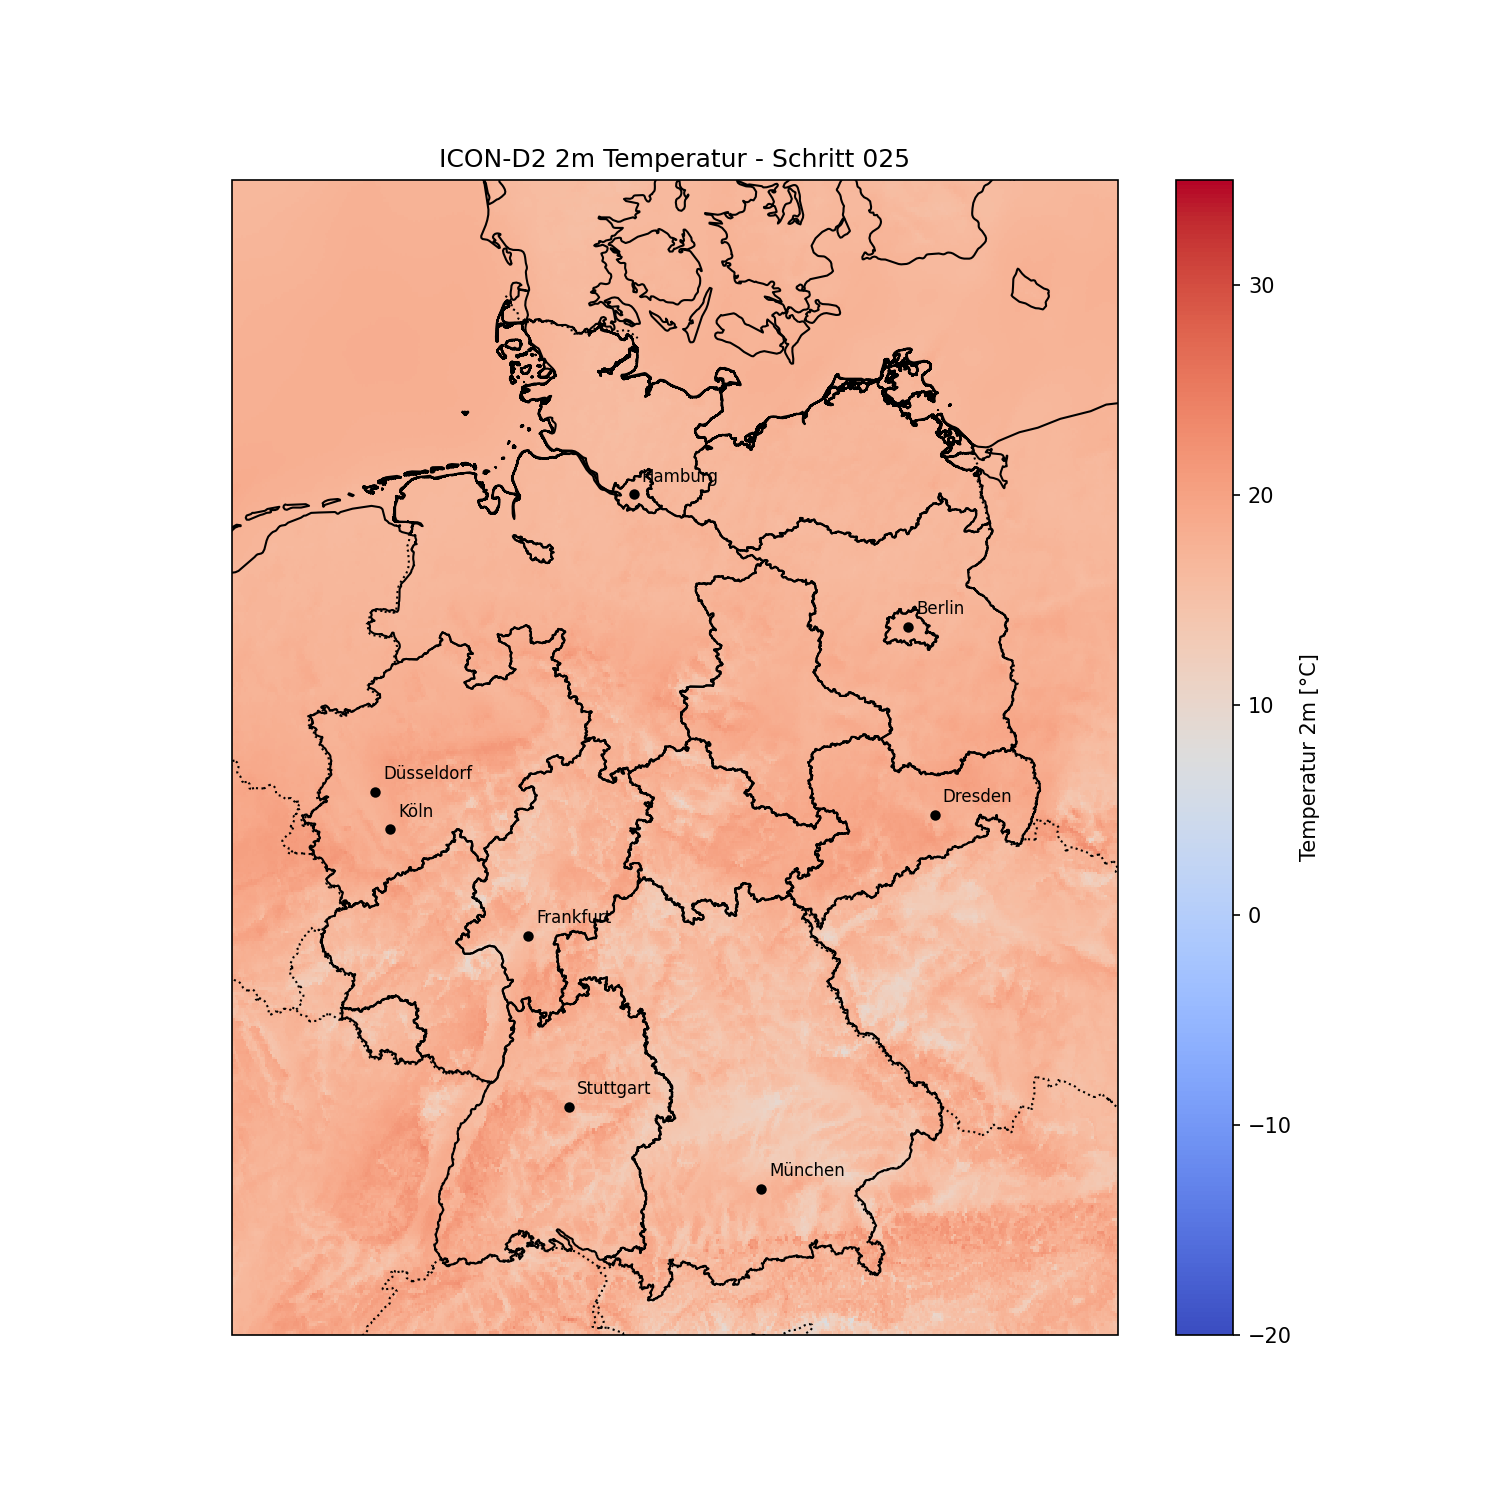 ICON-D2 2m Temperatur - Schritt 025
Hamburg
Berlin
Düsseldorf
Köln
Dresden
Frankfurt
Stuttgart
München
30
20
10
0
−10
−20
Temperatur 2m [°C]